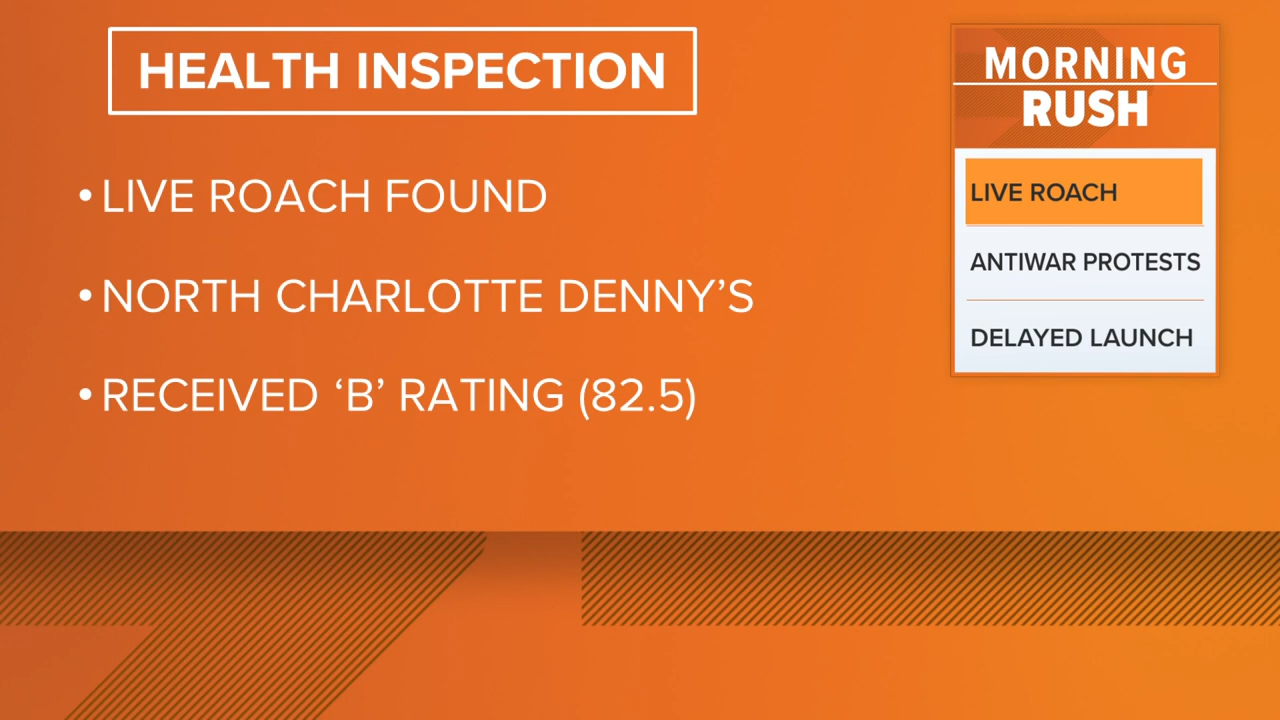 HEALTH INSPECTION
• LIVE ROACH FOUND
• NORTH CHARLOTTE DENNY’S
• RECEIVED ‘B’ RATING (82.5)
MORNING
RUSH
LIVE ROACH
ANTIWAR PROTESTS
DELAYED LAUNCH